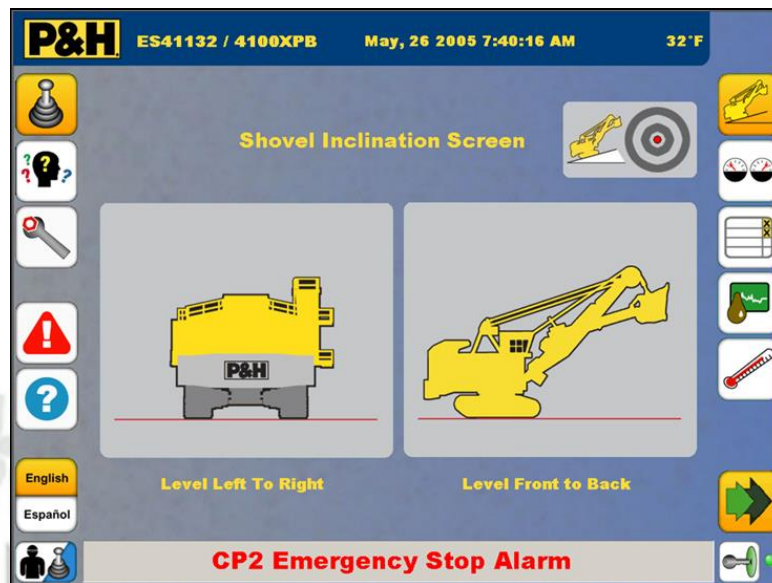 P&H ES41132 / 4100XPB May, 26 2005 7:40:16 AM 32°F
Shovel Inclination Screen
P&H
Level Left To Right Level Front to Back
English
Español
CP2 Emergency Stop Alarm